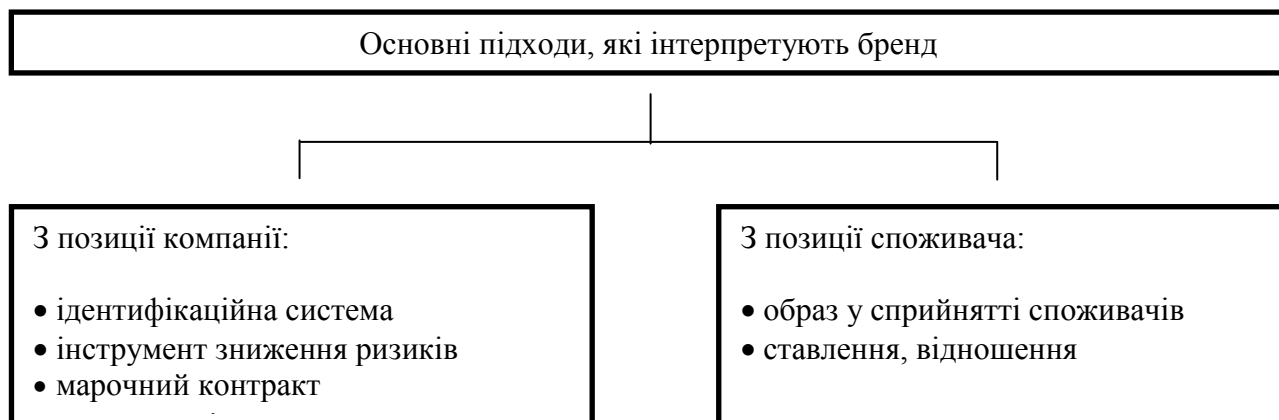 Основні підходи, які інтерпретують бренд
З позиції компанії:
• ідентифікаційна система
• інструмент зниження ризиків
• марочний контракт
З позиції споживача:
• образ у сприйнятті споживачів
• ставлення, відношення